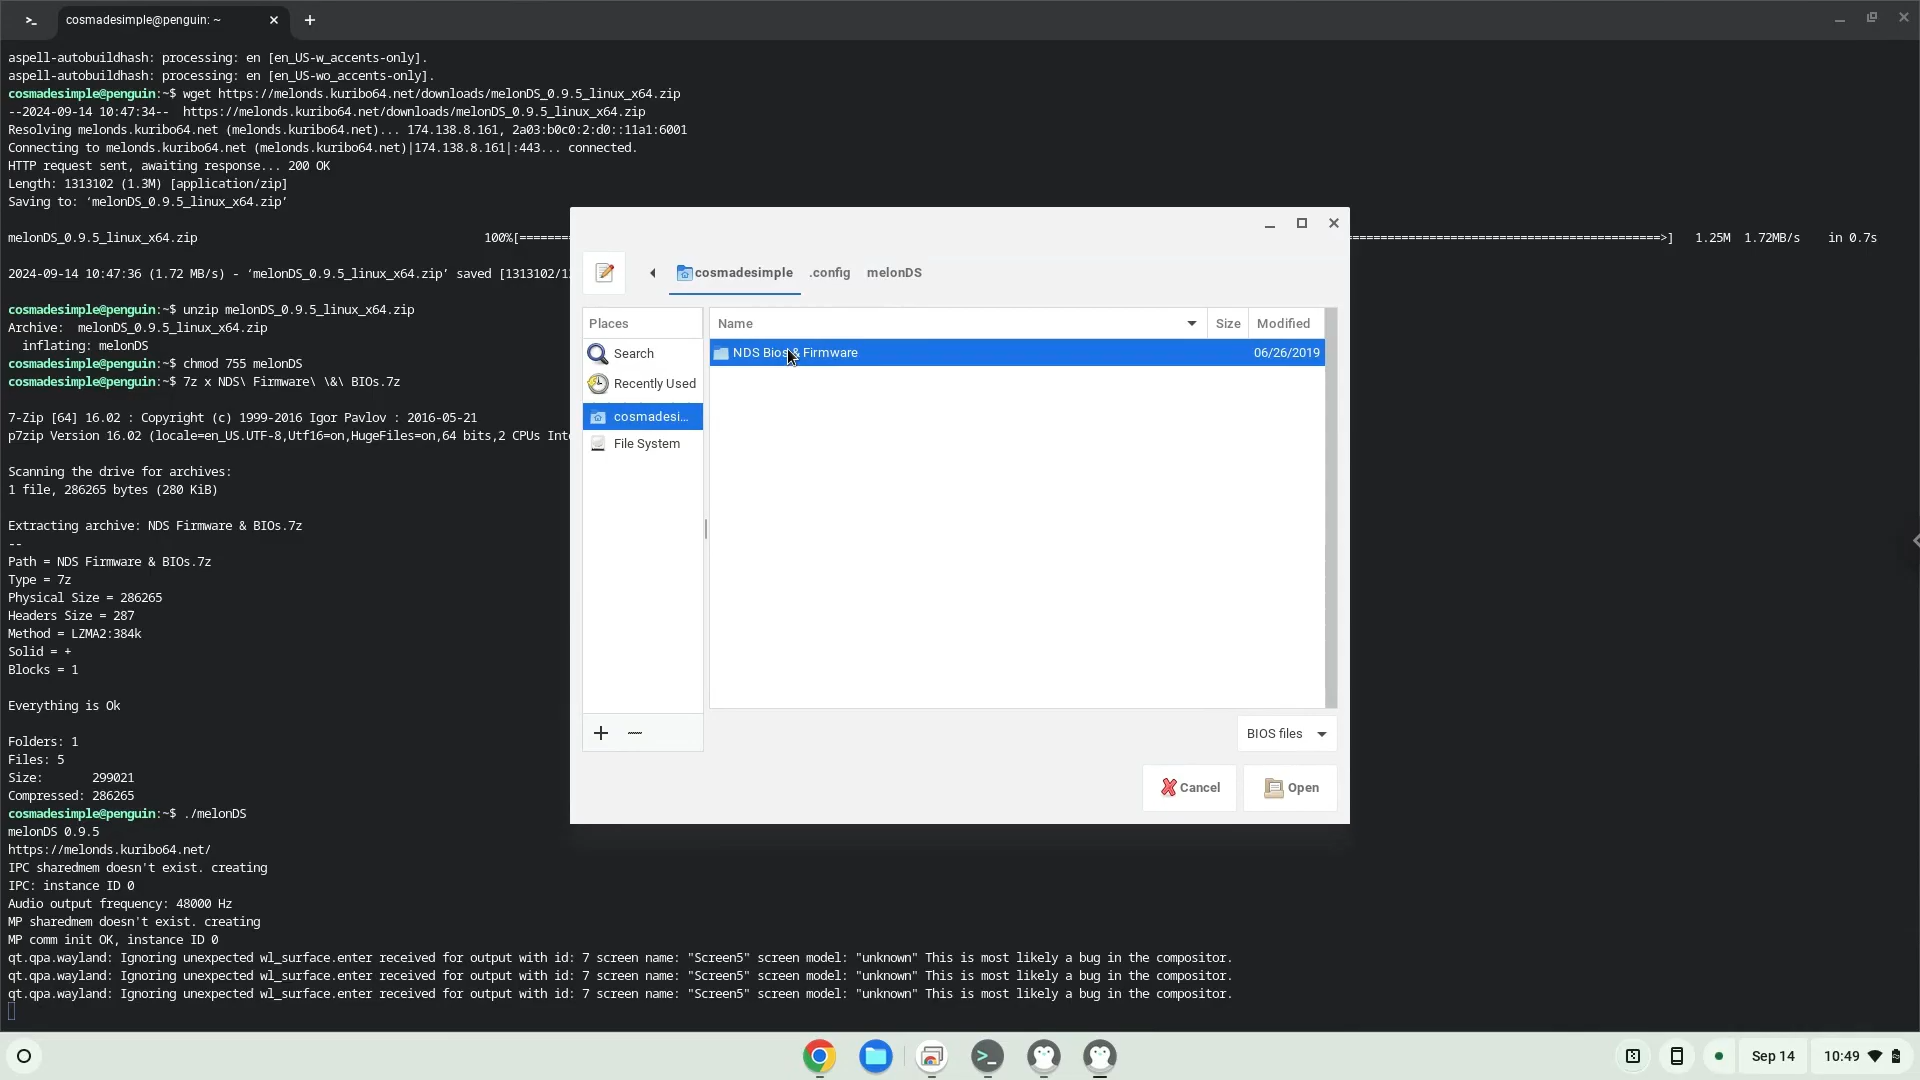 cosmadesimple@penguin: ~
aspell-autobuildhash: processing: en [en_US-w_accents-only].
aspell-autobuildhash: processing: en [en_US-wo_accents-only].
cosmadesimple@penguin:~$ wget https://melonds.kuribo64.net/downloads/melonDS_0.9.5_linux_x64.zip
--2024-09-14 10:47:34--  https://melonds.kuribo64.net/downloads/melonDS_0.9.5_linux_x64.zip
Resolving melonds.kuribo64.net (melonds.kuribo64.net)... 174.138.8.161, 2a03:b0c0:2:d0::11a1:6001
Connecting to melonds.kuribo64.net (melonds.kuribo64.net)|174.138.8.161|:443... connected.
HTTP request sent, awaiting response... 200 OK
Length: 1313102 (1.3M) [application/zip]
Saving to: ‘melonDS_0.9.5_linux_x64.zip’
melonDS_0.9.5_linux_x64.zip 100%[======= =====>] 1.25M 1.72MB/s in 0.7s
2024-09-14 10:47:36 (1.72 MB/s) - ‘melonDS_0.9.5_linux_x64.zip’ saved [1313102/1
cosmadesimple@penguin:~$ unzip melonDS_0.9.5_linux_x64.zip
Archive:  melonDS_0.9.5_linux_x64.zip
inflating: melonDS
cosmadesimple@penguin:~$ chmod 755 melonDS
cosmadesimple@penguin:~$ 7z x NDS\ Firmware\ \&\ BIOs.7z
7-Zip [64] 16.02 : Copyright (c) 1999-2016 Igor Pavlov : 2016-05-21
p7zip Version 16.02 (locale=en_US.UTF-8,Utf16=on,HugeFiles=on,64 bits,2 CPUs Int
Scanning the drive for archives:
1 file, 286265 bytes (280 KiB)
Extracting archive: NDS Firmware & BIOs.7z
--
Path = NDS Firmware & BIOs.7z
Type = 7z
Physical Size = 286265
Headers Size = 287
Method = LZMA2:384k
Solid = +
Blocks = 1
Everything is Ok
Folders: 1
Files: 5
Size:       299021
Compressed: 286265
cosmadesimple@penguin:~$ ./melonDS
melonDS 0.9.5
https://melonds.kuribo64.net/
IPC sharedmem doesn't exist. creating
IPC: instance ID 0
Audio output frequency: 48000 Hz
MP sharedmem doesn't exist. creating
MP comm init OK, instance ID 0
qt.qpa.wayland: Ignoring unexpected wl_surface.enter received for output with id: 7 screen name: "Screen5" screen model: "unknown" This is most likely a bug in the compositor.
qt.qpa.wayland: Ignoring unexpected wl_surface.enter received for output with id: 7 screen name: "Screen5" screen model: "unknown" This is most likely a bug in the compositor.
qt.qpa.wayland: Ignoring unexpected wl_surface.enter received for output with id: 7 screen name: "Screen5" screen model: "unknown" This is most likely a bug in the compositor.
cosmadesimple .config melonDS
Places
Search
Recently Used
cosmadesi...
File System
Name Size Modified
NDS Bios & Firmware 06/26/2019
BIOS files
Cancel Open
Sep 14 10:49